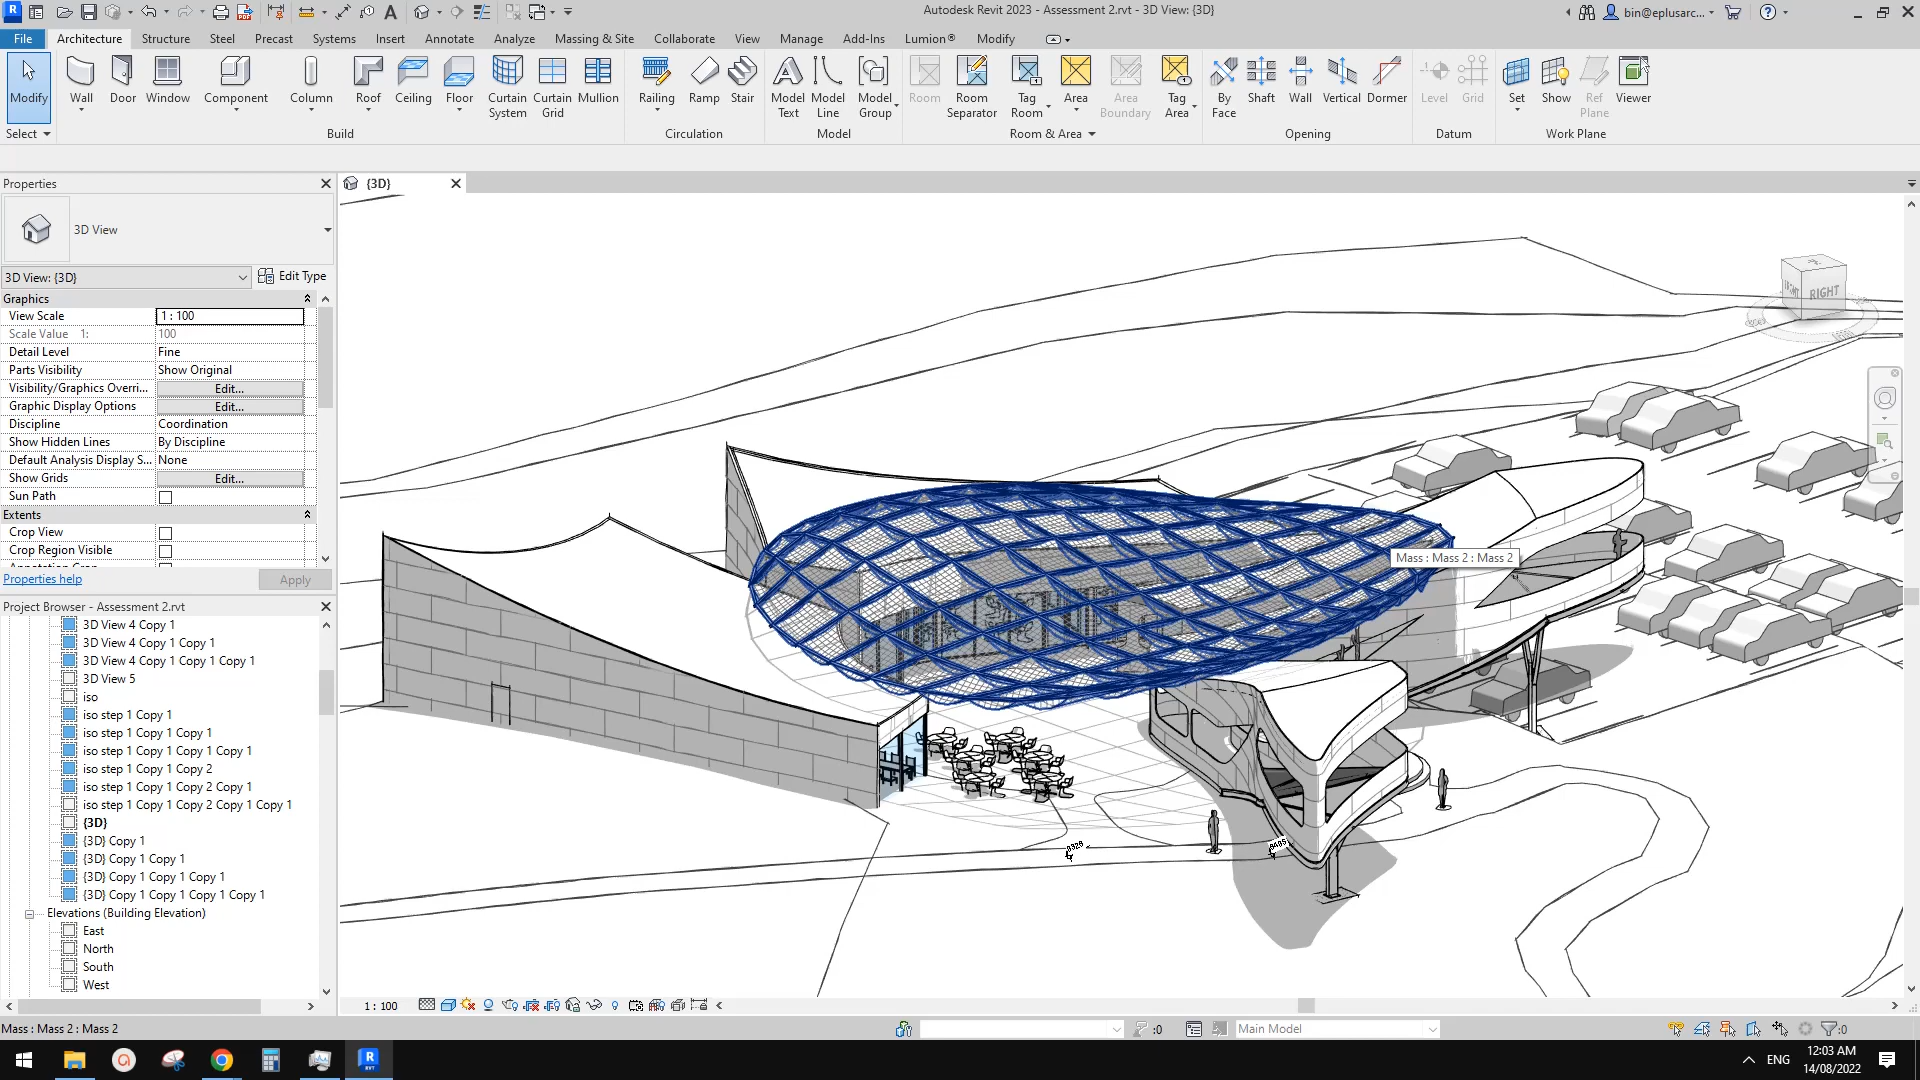 Autodesk Revit 2023 - Assessment 2.rvt - 3D View: {3D}
bin@eplusarc...
File Architecture Structure Steel Precast Systems Insert Annotate Analyze Massing & Site Collaborate View Manage Add-Ins Lumion® Modify
Modify Wall Door Window Component Column Roof Ceiling Floor Curtain System Curtain Grid Mullion Railing Ramp Stair Model Text Model Line Model Group Room Room Separator Tag Room Area Area Boundary Tag Area By Face Shaft Wall Vertical Dormer Level Grid Set Show Ref Plane Viewer
Select Build Circulation Model Room & Area Opening Datum Work Plane
Properties
{3D}
3D View
3D View: {3D}
Edit Type
Graphics
View Scale 1 : 100
Scale Value 1: 100
Detail Level Fine
Parts Visibility Show Original
Visibility/Graphics Overri... Edit...
Graphic Display Options Edit...
Discipline Coordination
Show Hidden Lines By Discipline
Default Analysis Display S... None
Show Grids Edit...
Sun Path
Extents
Crop View
Crop Region Visible
Properties help
Apply
Project Browser - Assessment 2.rvt
3D View 4 Copy 1
3D View 4 Copy 1 Copy 1
3D View 4 Copy 1 Copy 1 Copy 1
3D View 5
iso
iso step 1 Copy 1
iso step 1 Copy 1 Copy 1
iso step 1 Copy 1 Copy 1 Copy 1
iso step 1 Copy 1 Copy 2
iso step 1 Copy 1 Copy 2 Copy 1
iso step 1 Copy 1 Copy 2 Copy 1 Copy 1
{3D}
{3D} Copy 1
{3D} Copy 1 Copy 1
{3D} Copy 1 Copy 1 Copy 1
{3D} Copy 1 Copy 1 Copy 1 Copy 1
Elevations (Building Elevation)
East
North
South
West
RIGHT
Mass : Mass 2 : Mass 2
1 : 100
Mass : Mass 2 : Mass 2
:0
Main Model
:0
ENG
12:03 AM
14/08/2022